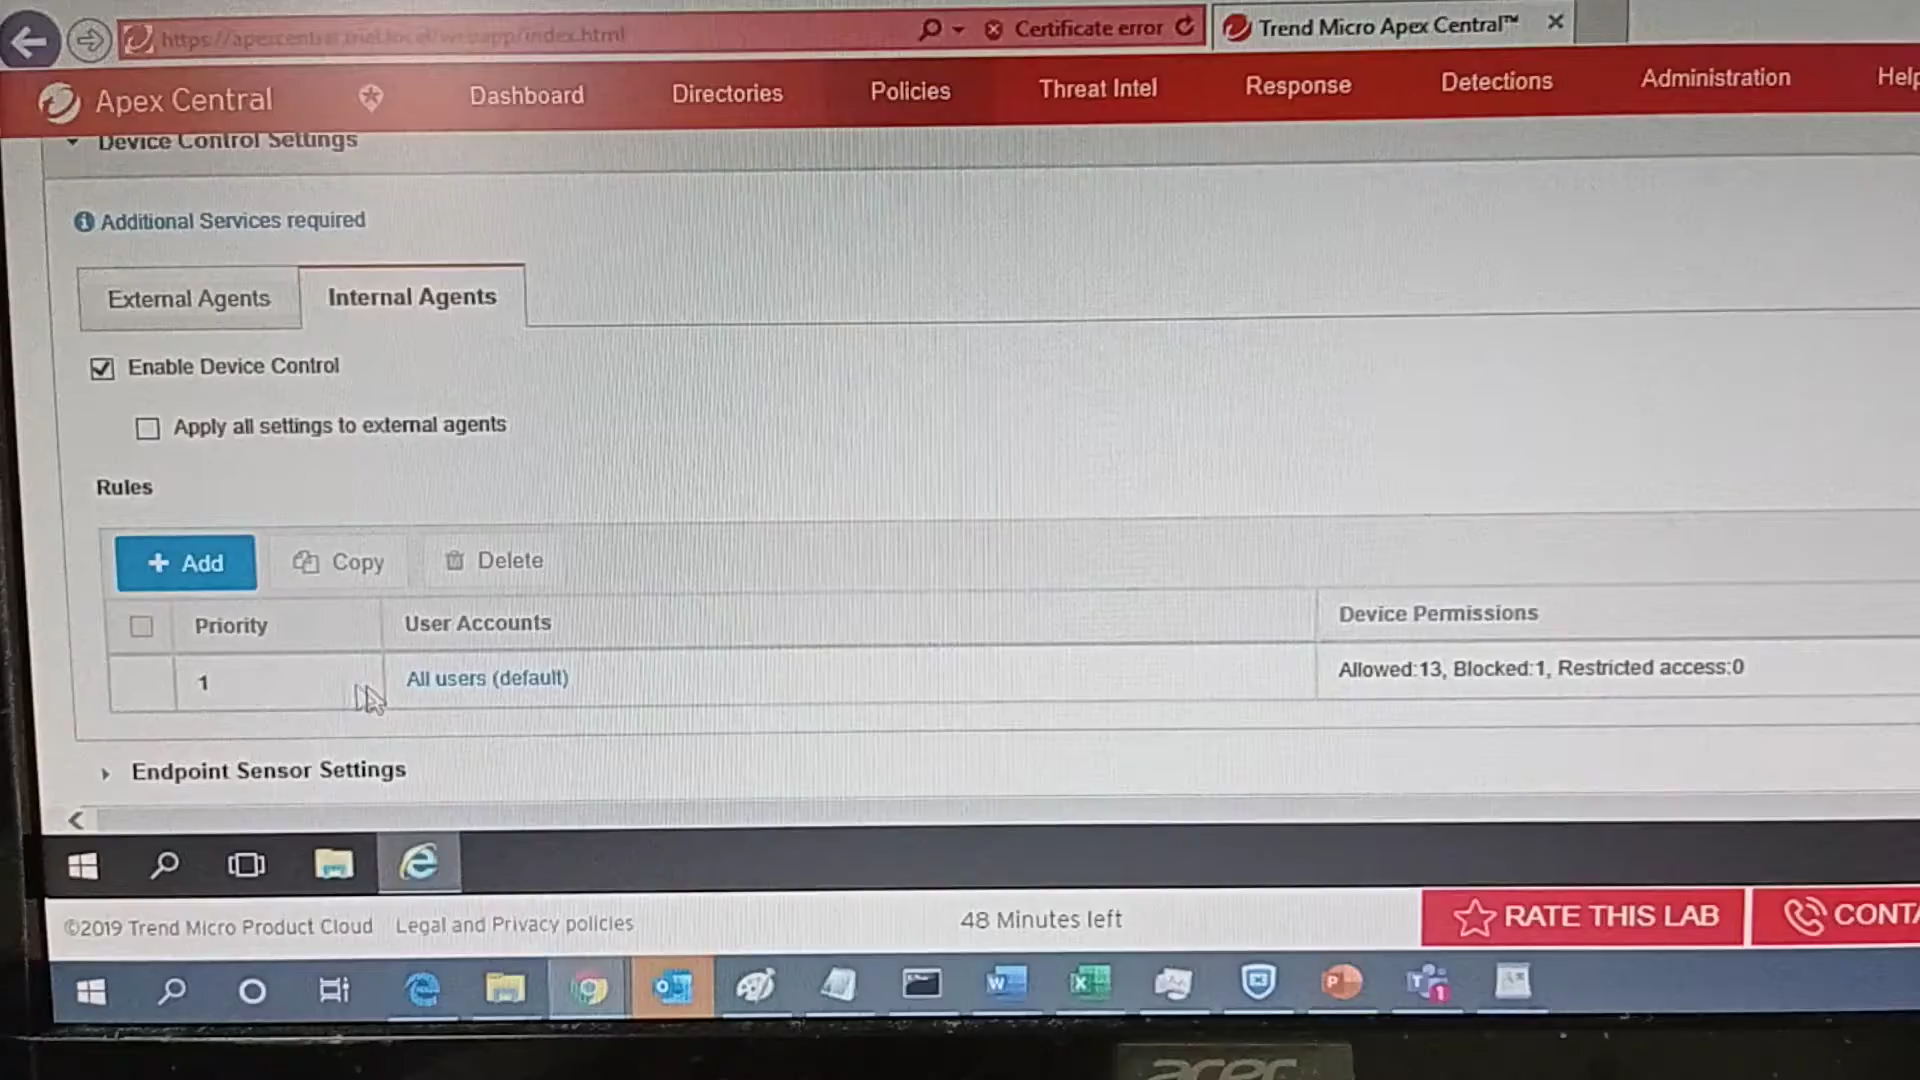 https://apexcentral.trial.local/webapp/index.html
Certificate error
Trend Micro Apex Central™
Apex Central
Dashboard
Directories
Policies
Threat Intel
Response
Detections
Administration
Help
Device Control Settings
Additional Services required
External Agents
Internal Agents
Enable Device Control
Apply all settings to external agents
Rules
+ Add
Copy
Delete
Priority
User Accounts
Device Permissions
1
All users (default)
Allowed:13, Blocked:1, Restricted access:0
Endpoint Sensor Settings
©2019 Trend Micro Product Cloud
Legal and Privacy policies
48 Minutes left
RATE THIS LAB
CONTA
acer